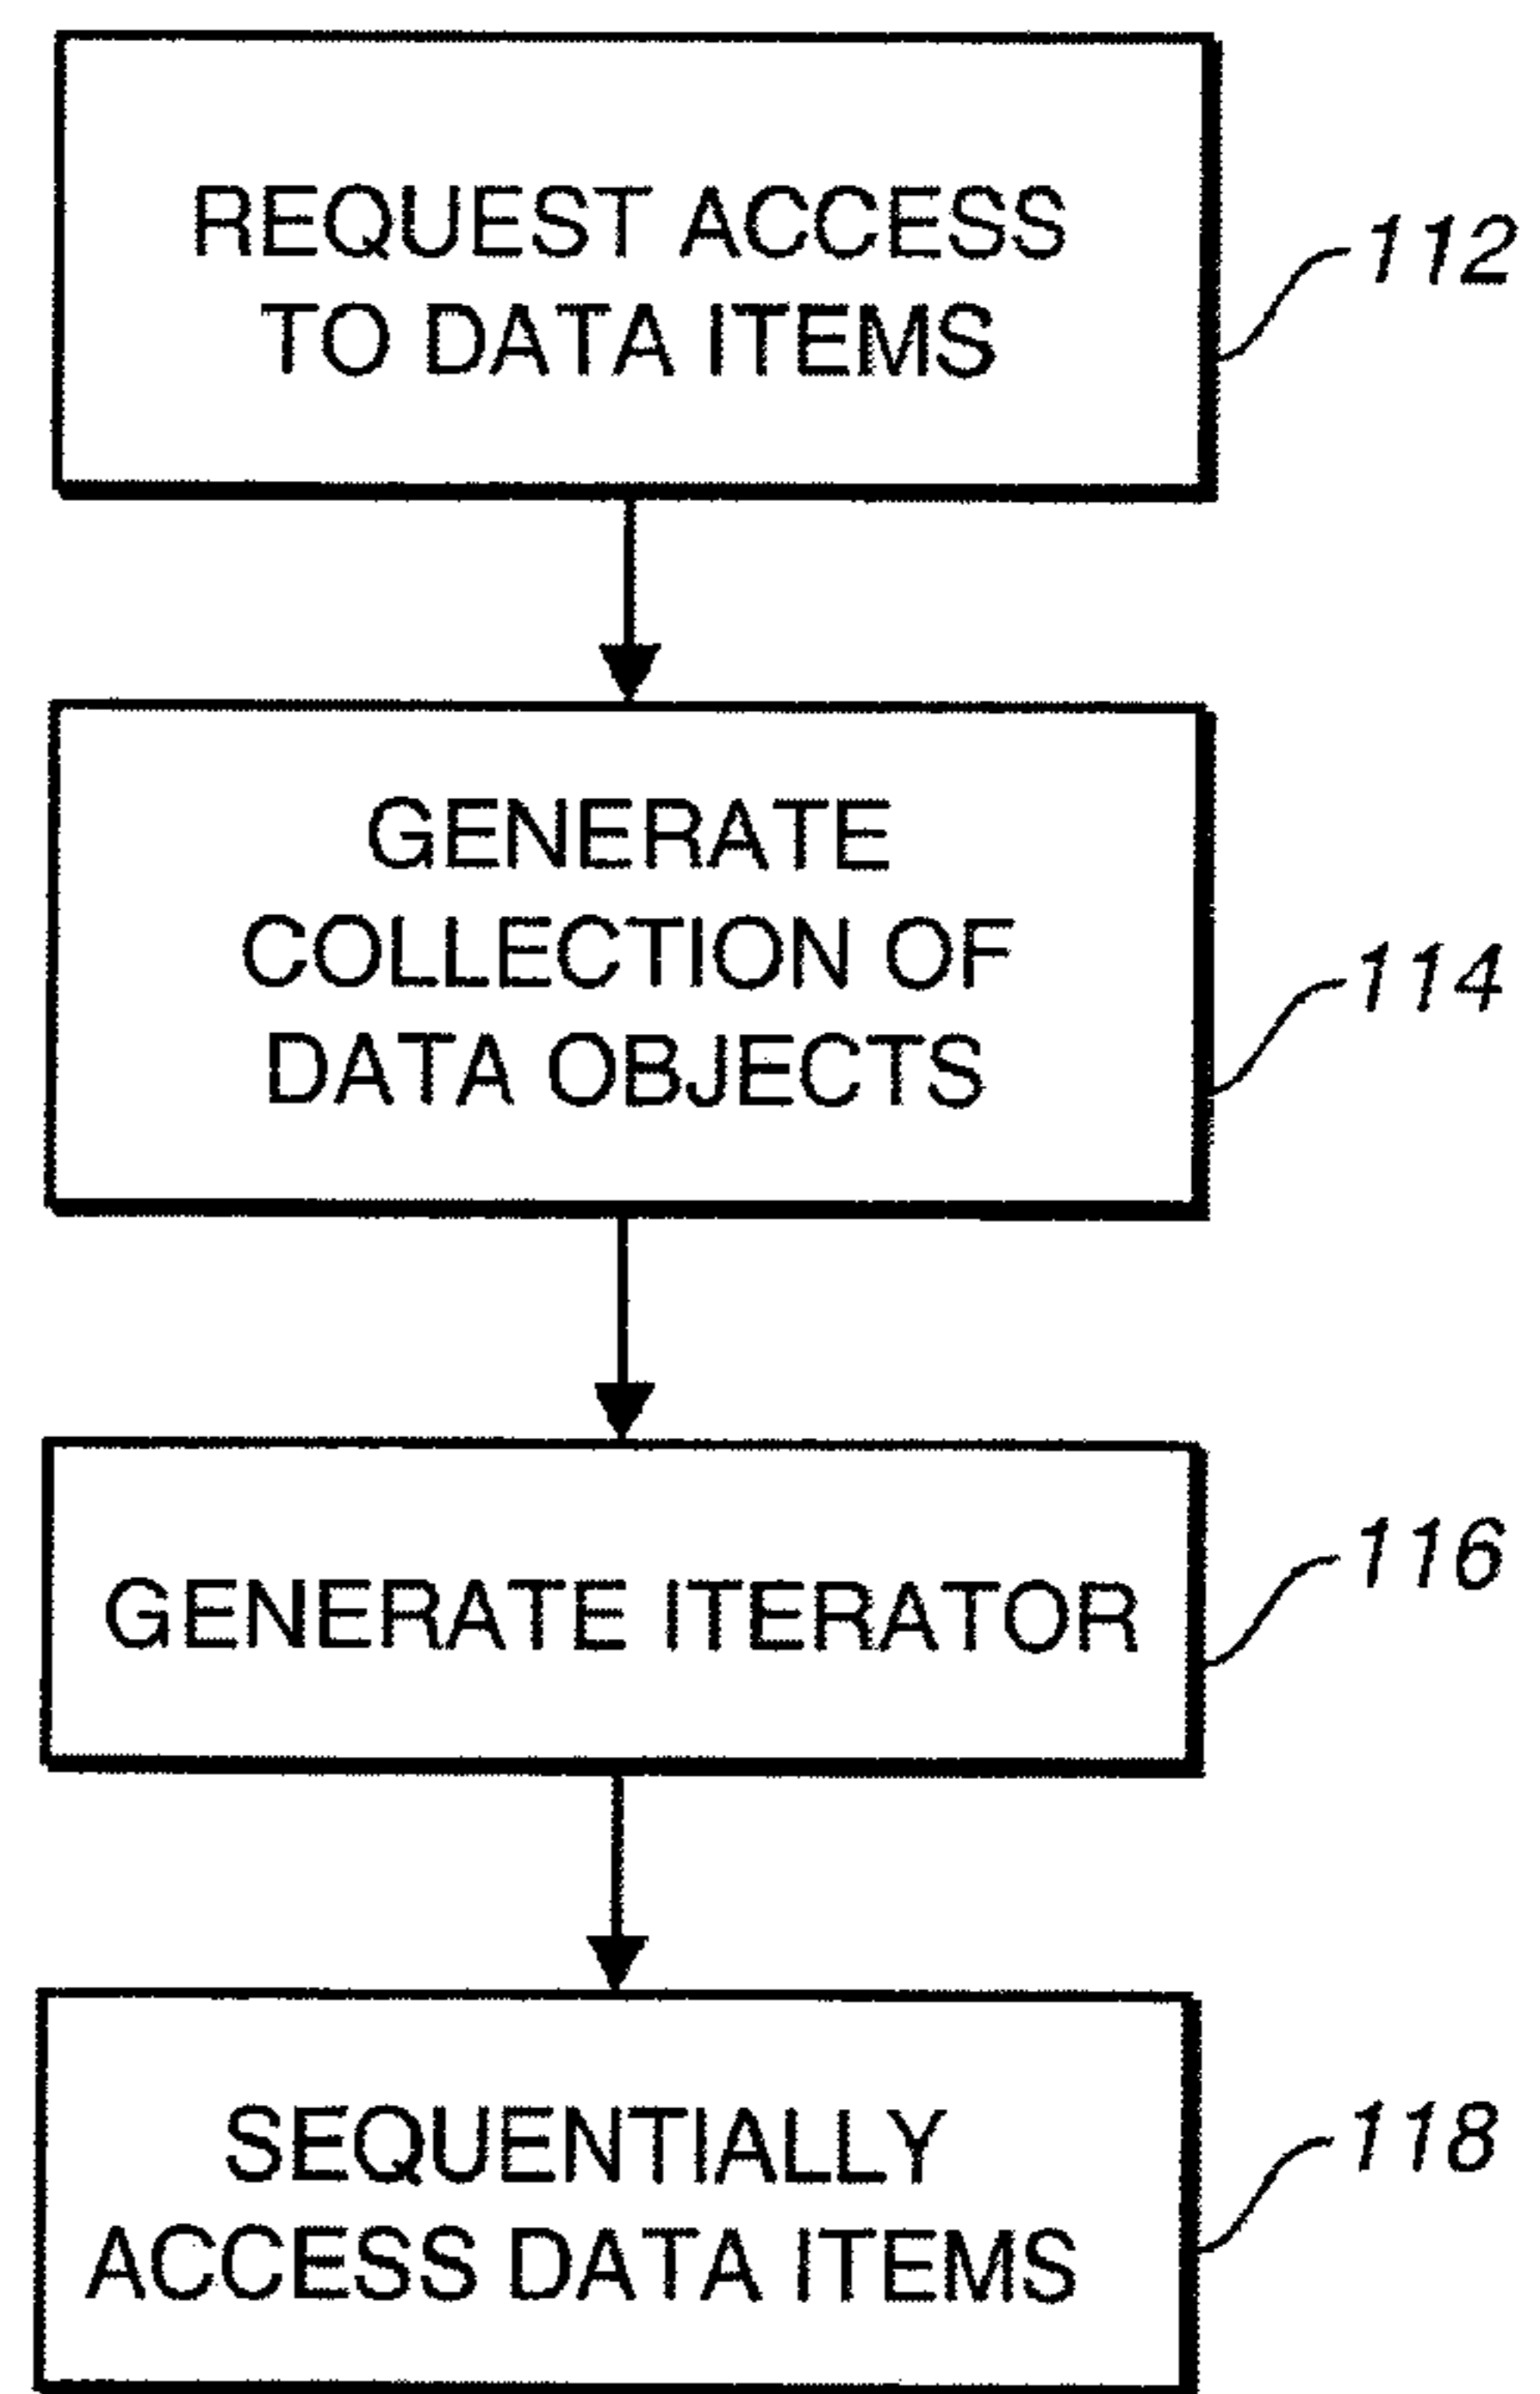 REQUEST ACCESS
TO DATA ITEMS
112
GENERATE
COLLECTION OF
DATA OBJECTS
114
GENERATE ITERATOR
116
SEQUENTIALLY
ACCESS DATA ITEMS
118